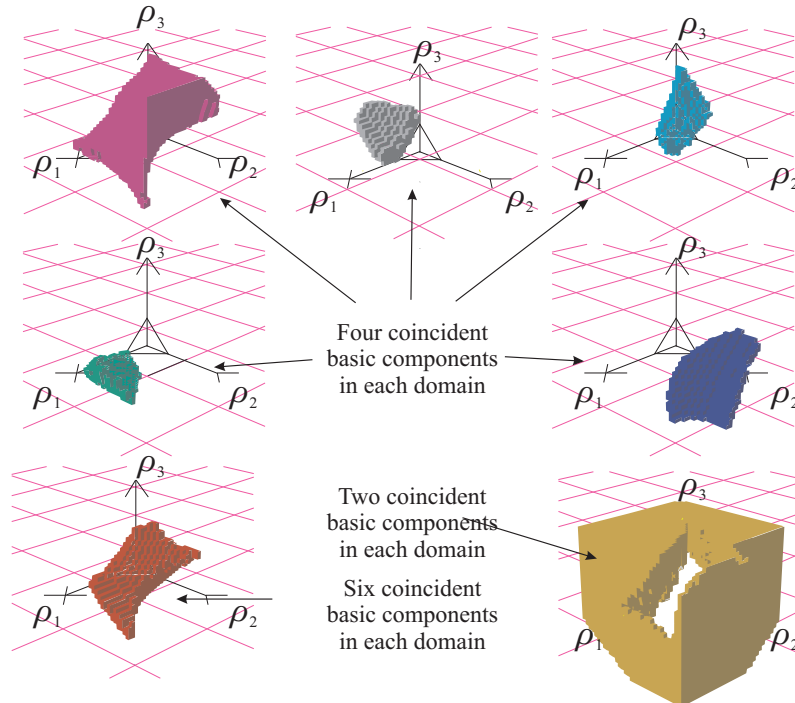 ρ3
ρ1
ρ2
ρ3
ρ1
ρ2
ρ3
ρ1
ρ2
ρ3
ρ1
ρ2
Four coincident
basic components
in each domain
ρ3
ρ1
ρ2
ρ3
ρ1
ρ2
Two coincident
basic components
in each domain
Six coincident
basic components
in each domain
ρ3
ρ1
ρ2